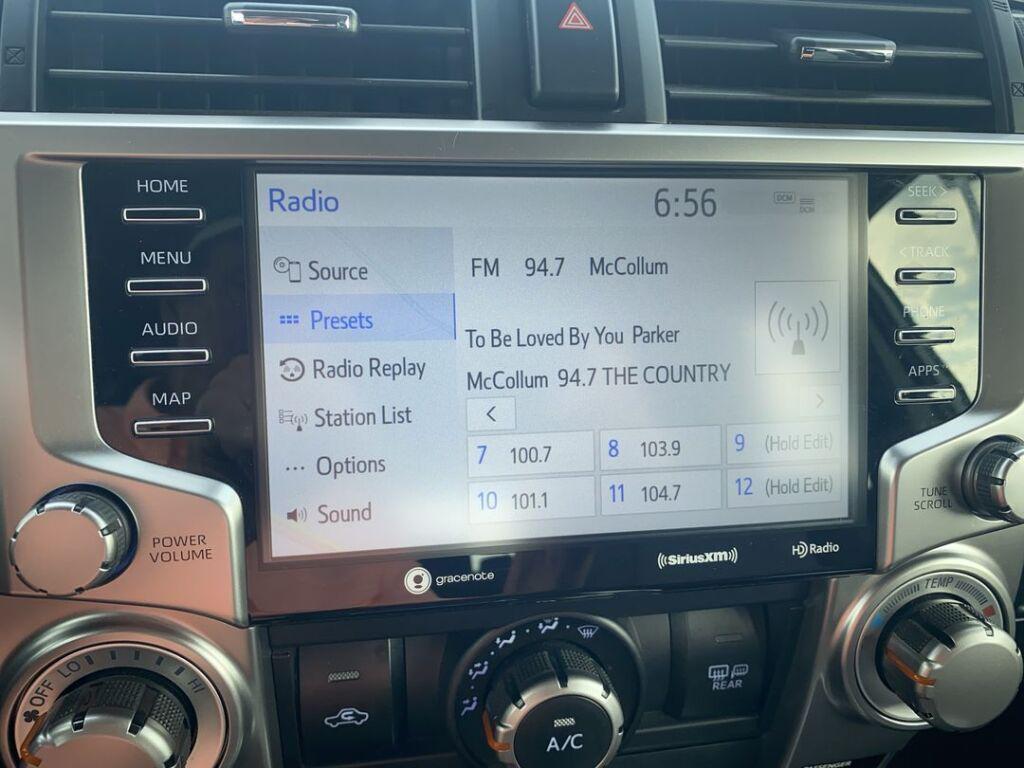 HOME
MENU
AUDIO
MAP
POWER
VOLUME
Radio
6:56
DCM
DCM
Source
Presets
Radio Replay
Station List
Options
Sound
FM 94.7 McCollum
To Be Loved By You Parker
McCollum 94.7 THE COUNTRY
<
>
7 100.7
8 103.9
9 (Hold Edit)
10 101.1
11 104.7
12 (Hold Edit)
SEEK >
< TRACK
PHONE
APPS
TUNE
SCROLL
gracenote
SiriusXM
HD Radio
OFF LO HI
A/C
REAR
TEMP
PASSENGER